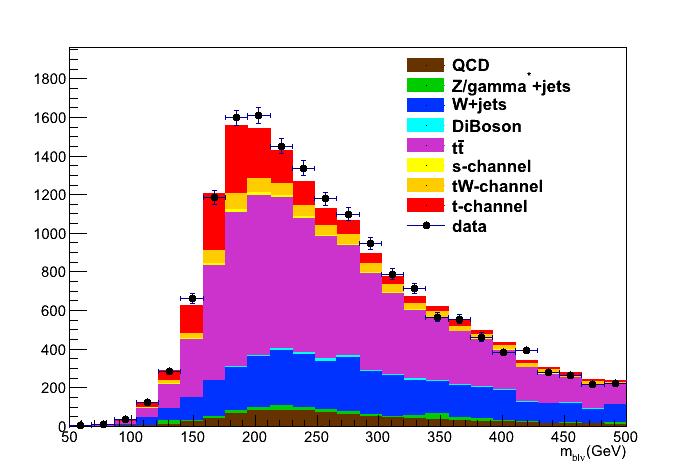 1800
1600
1400
1200
1000
800
600
400
200
0
50 100 150 200 250 300 350 400 450 500
m_blν (GeV)
QCD
Z/gamma*+jets
W+jets
DiBoson
tt̄
s-channel
tW-channel
t-channel
data